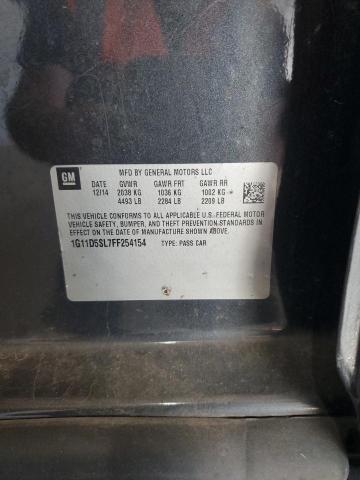 GM
MFD BY GENERAL MOTORS LLC
DATE GVWR GAWR FRT GAWR RR
12/14 2038 KG 1036 KG 1002 KG
4493 LB 2284 LB 2209 LB
THIS VEHICLE CONFORMS TO ALL APPLICABLE U.S. FEDERAL MOTOR
VEHICLE SAFETY, BUMPER, AND THEFT PREVENTION STANDARDS
IN EFFECT ON THE DATE OF MANUFACTURE SHOWN ABOVE.
1G11D5SL7FF254154 TYPE: PASS CAR